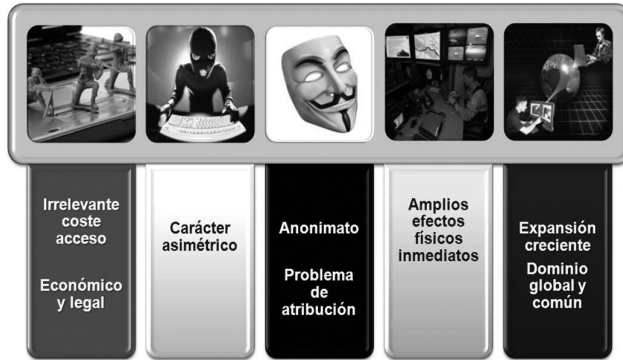 Irrelevante
coste
acceso
Económico
y legal
Carácter
asimétrico
Anonimato
Problema
de
atribución
Amplios
efectos
físicos
inmediatos
Expansión
creciente
Dominio
global y
común